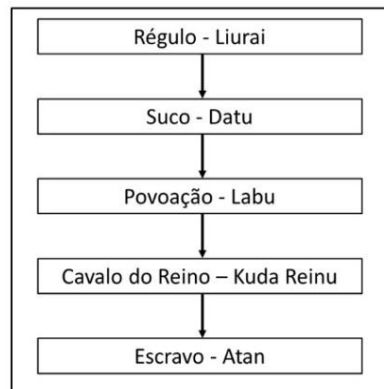 Régulo - Liurai
Suco - Datu
Povoação - Labu
Cavalo do Reino – Kuda Reinu
Escravo - Atan